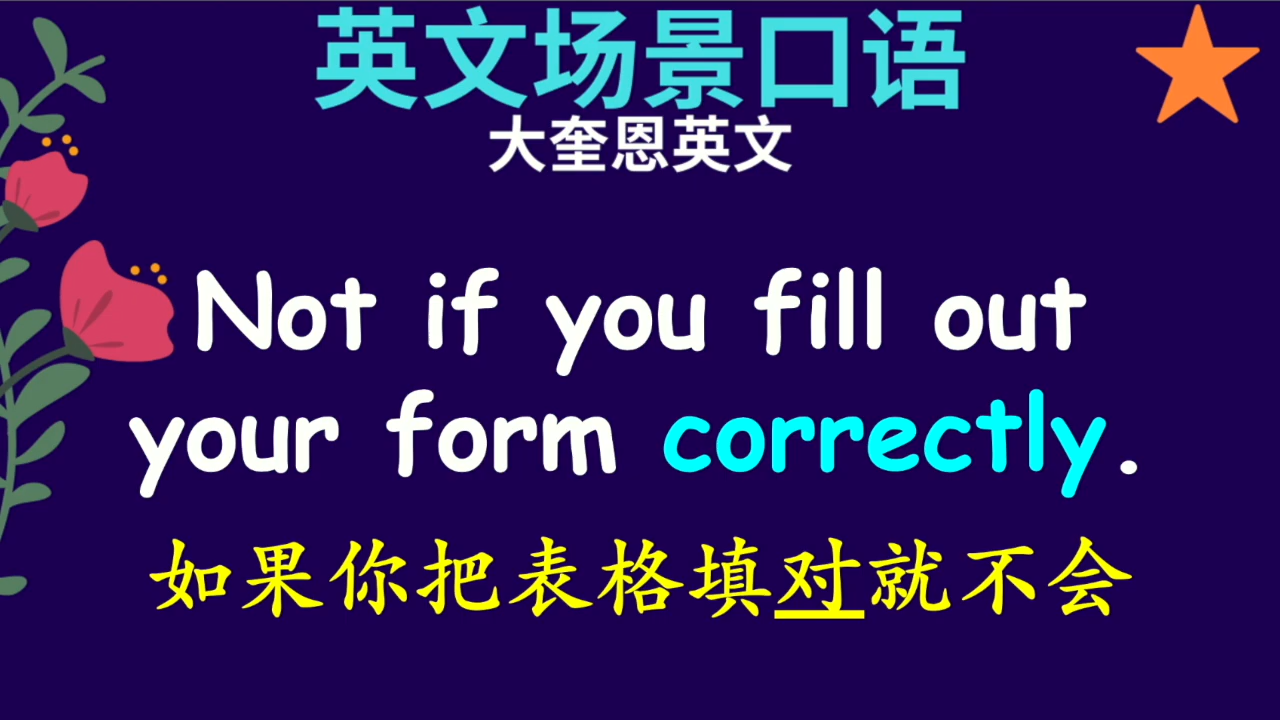 英文场景口语
大奎恩英文
Not if you fill out
your form correctly.
如果你把表格填对就不会